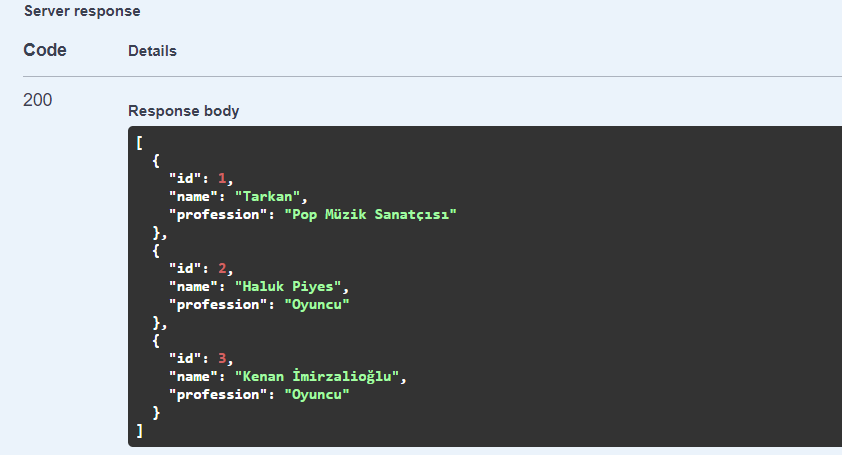 Server response
Code Details
200
Response body
[
  {
    "id": 1,
    "name": "Tarkan",
    "profession": "Pop Müzik Sanatçısı"
  },
  {
    "id": 2,
    "name": "Haluk Piyes",
    "profession": "Oyuncu"
  },
  {
    "id": 3,
    "name": "Kenan İmirzalioğlu",
    "profession": "Oyuncu"
  }
]